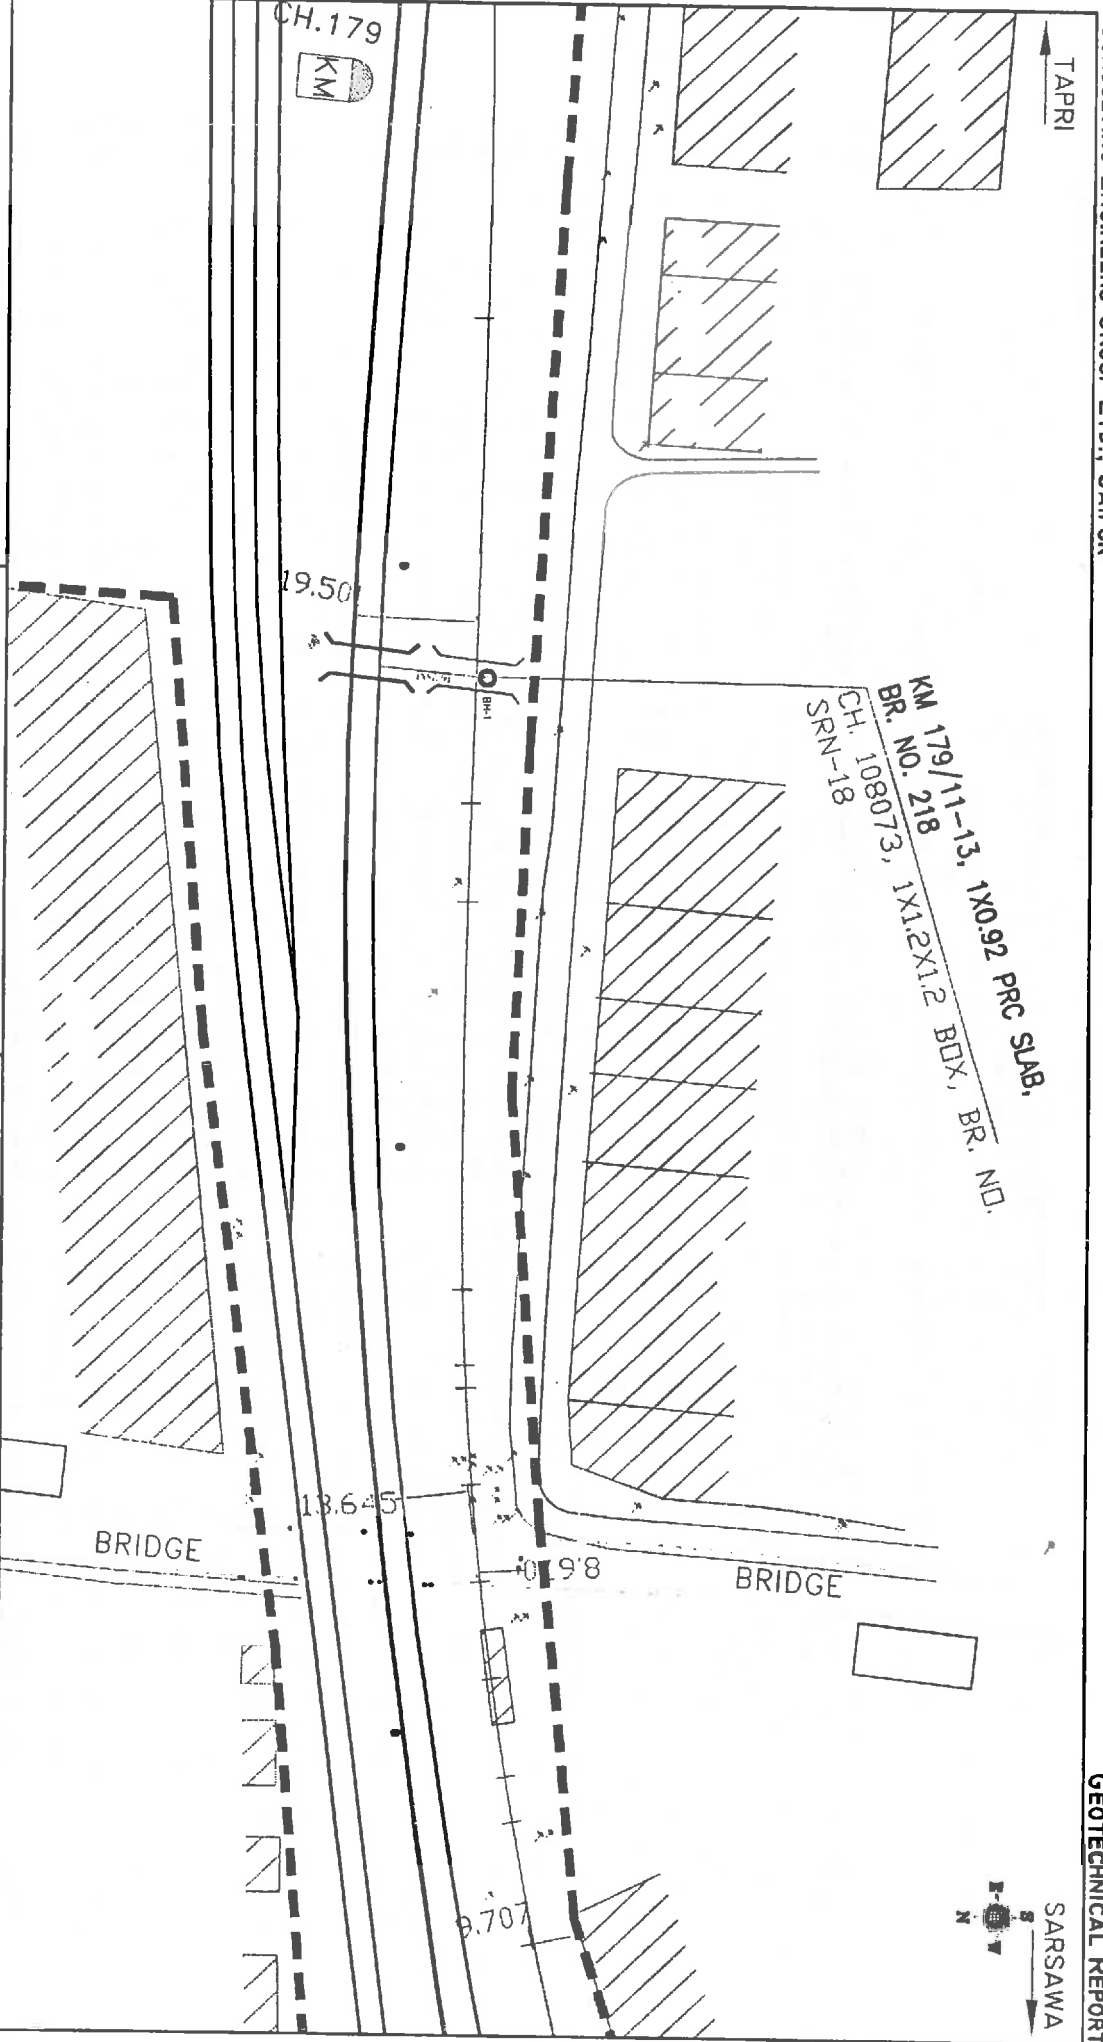 GEOTECHNICAL REPORT
TAPRI
SARSAWA
S
E
W
N
KM 179/11-13, 1X0.92 PRC SLAB,
BR. NO. 218
CH. 108073, 1X1.2X1.2 BOX, BR. NO.
SRN-18
CH.179
KM
19.50
BH-1
13.645
BRIDGE
BRIDGE
9.707